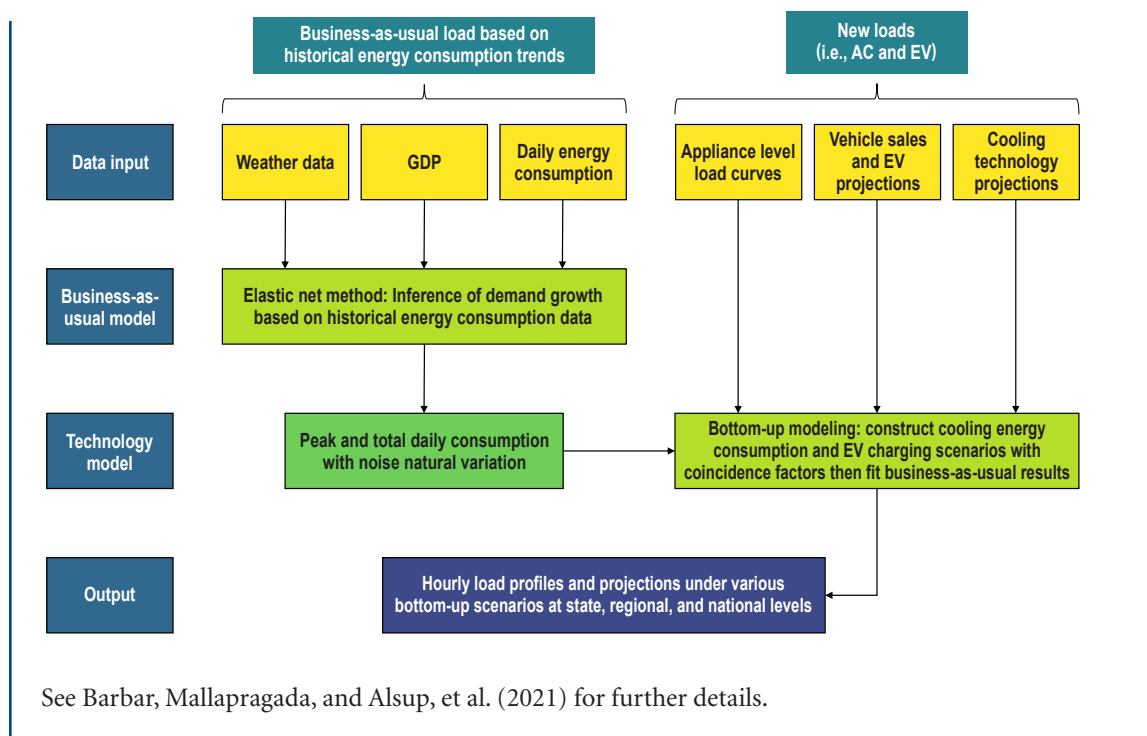 Business-as-usual load based on
historical energy consumption trends
New loads
(i.e., AC and EV)
Data input
Weather data
GDP
Daily energy
consumption
Appliance level
load curves
Vehicle sales
and EV
projections
Cooling
technology
projections
Business-as-
usual model
Elastic net method: Inference of demand growth
based on historical energy consumption data
Technology
model
Peak and total daily consumption
with noise natural variation
Bottom-up modeling: construct cooling energy
consumption and EV charging scenarios with
coincidence factors then fit business-as-usual results
Output
Hourly load profiles and projections under various
bottom-up scenarios at state, regional, and national levels
See Barbar, Mallapragada, and Alsup, et al. (2021) for further details.